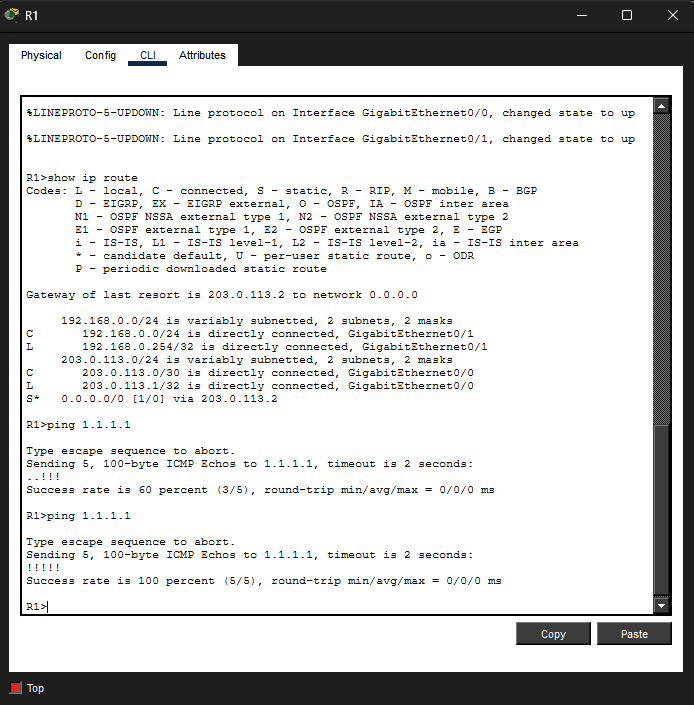 R1
Physical Config CLI Attributes
%LINEPROTO-5-UPDOWN: Line protocol on Interface GigabitEthernet0/0, changed state to up
%LINEPROTO-5-UPDOWN: Line protocol on Interface GigabitEthernet0/1, changed state to up
R1>show ip route
Codes: L - local, C - connected, S - static, R - RIP, M - mobile, B - BGP
D - EIGRP, EX - EIGRP external, O - OSPF, IA - OSPF inter area
N1 - OSPF NSSA external type 1, N2 - OSPF NSSA external type 2
E1 - OSPF external type 1, E2 - OSPF external type 2, E - EGP
i - IS-IS, L1 - IS-IS level-1, L2 - IS-IS level-2, ia - IS-IS inter area
* - candidate default, U - per-user static route, o - ODR
P - periodic downloaded static route
Gateway of last resort is 203.0.113.2 to network 0.0.0.0
192.168.0.0/24 is variably subnetted, 2 subnets, 2 masks
C 192.168.0.0/24 is directly connected, GigabitEthernet0/1
L 192.168.0.254/32 is directly connected, GigabitEthernet0/1
203.0.113.0/24 is variably subnetted, 2 subnets, 2 masks
C 203.0.113.0/30 is directly connected, GigabitEthernet0/0
L 203.0.113.1/32 is directly connected, GigabitEthernet0/0
S* 0.0.0.0/0 [1/0] via 203.0.113.2
R1>ping 1.1.1.1
Type escape sequence to abort.
Sending 5, 100-byte ICMP Echos to 1.1.1.1, timeout is 2 seconds:
..!!!
Success rate is 60 percent (3/5), round-trip min/avg/max = 0/0/0 ms
R1>ping 1.1.1.1
Type escape sequence to abort.
Sending 5, 100-byte ICMP Echos to 1.1.1.1, timeout is 2 seconds:
!!!!!
Success rate is 100 percent (5/5), round-trip min/avg/max = 0/0/0 ms
R1>
Copy Paste
Top